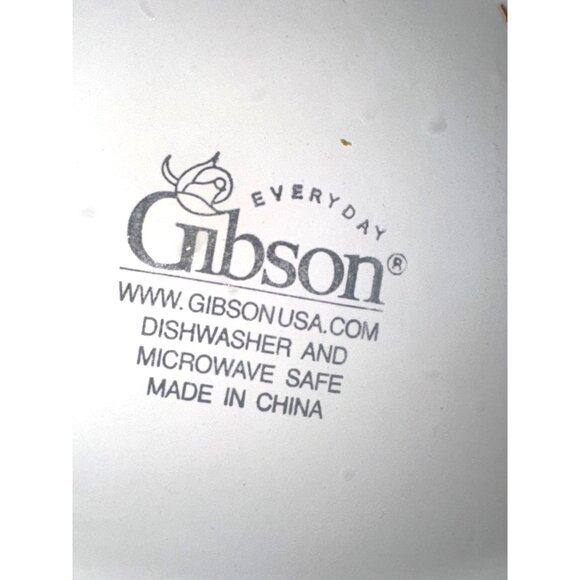 EVERYDAY
Gibson®
WWW.GIBSONUSA.COM
DISHWASHER AND
MICROWAVE SAFE
MADE IN CHINA